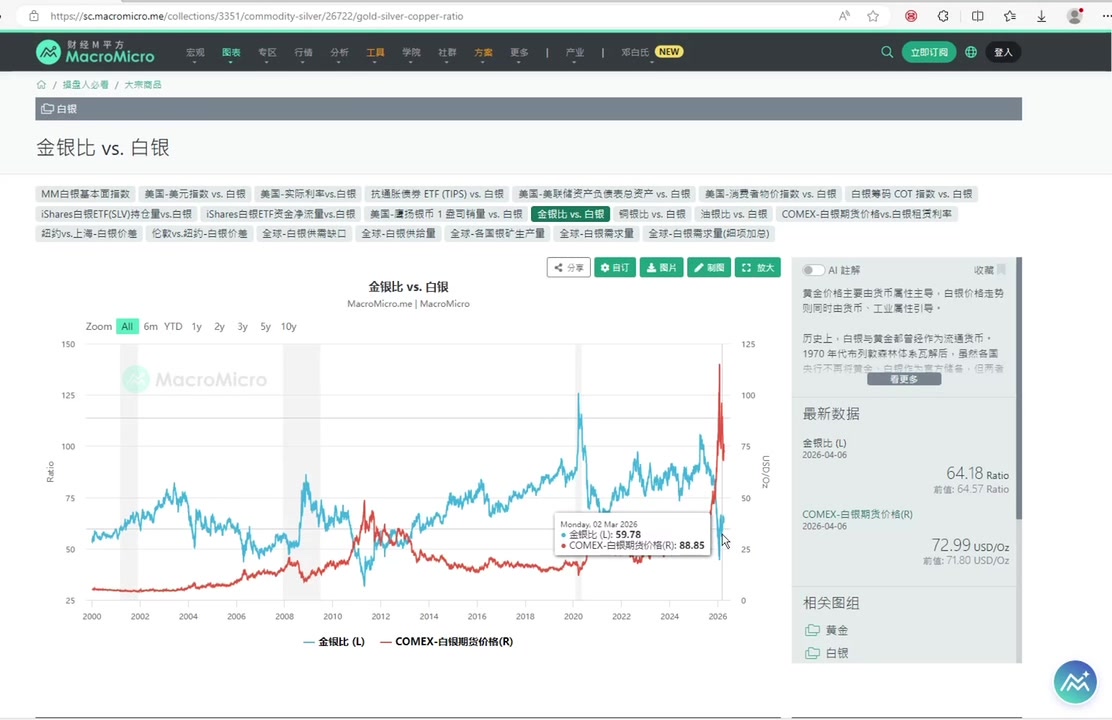 https://sc.macromicro.me/collections/3351/commodity-silver/26722/gold-silver-copper-ratio
财经M平方
MacroMicro
宏观 图表 专区 行情 分析 工具 学院 社群 方案 更多 | 产业 | 邓白氏 NEW 立即订阅 登入
/ 操盘人必看 / 大宗商品
白银
金银比 vs. 白银
MM白银基本面指数 美国-美元指数 vs. 白银 美国-实际利率vs.白银 抗通胀债券 ETF (TIPS) vs. 白银 美国-美联储资产负债表总资产 vs. 白银 美国-消费者物价指数 vs. 白银 白银筹码 COT 指数 vs. 白银
iShares白银ETF(SLV)持仓量vs.白银 iShares白银ETF资金净流量vs.白银 美国-鹰扬银币 1 盎司销量 vs. 白银 金银比 vs. 白银 铜银比 vs. 白银 油银比 vs. 白银 COMEX-白银期货价格vs.白银租赁利率
纽约vs.上海-白银价差 伦敦vs.纽约-白银价差 全球-白银供需缺口 全球-白银供给量 全球-各国银矿生产量 全球-白银需求量 全球-白银需求量(细项加总)
分享 自订 图片 制图 放大
金银比 vs. 白银
MacroMicro.me | MacroMicro
Zoom All 6m YTD 1y 2y 3y 5y 10y
150 125
125 100
100 75
75 50
50 25
25 0
Ratio
USD/Oz
MacroMicro
Monday, 02 Mar 2026
金银比 (L): 59.78
COMEX-白银期货价格(R): 88.85
2000 2002 2004 2006 2008 2010 2012 2014 2016 2018 2020 2022 2024 2026
金银比 (L) COMEX-白银期货价格(R)
AI 註解 收藏
黄金价格主要由货币属性主导，白银价格走势
则同时由货币、工业属性引导。
历史上，白银与黄金都曾经作为流通货币。
1970 年代布列敦森林体系瓦解后，虽然各国
央行不再将黄金、白银作为官方储备，但两者
看更多
最新数据
金银比 (L)
2026-04-06
64.18 Ratio
前值: 64.57 Ratio
COMEX-白银期货价格(R)
2026-04-06
72.99 USD/Oz
前值: 71.80 USD/Oz
相关图组
黄金
白银